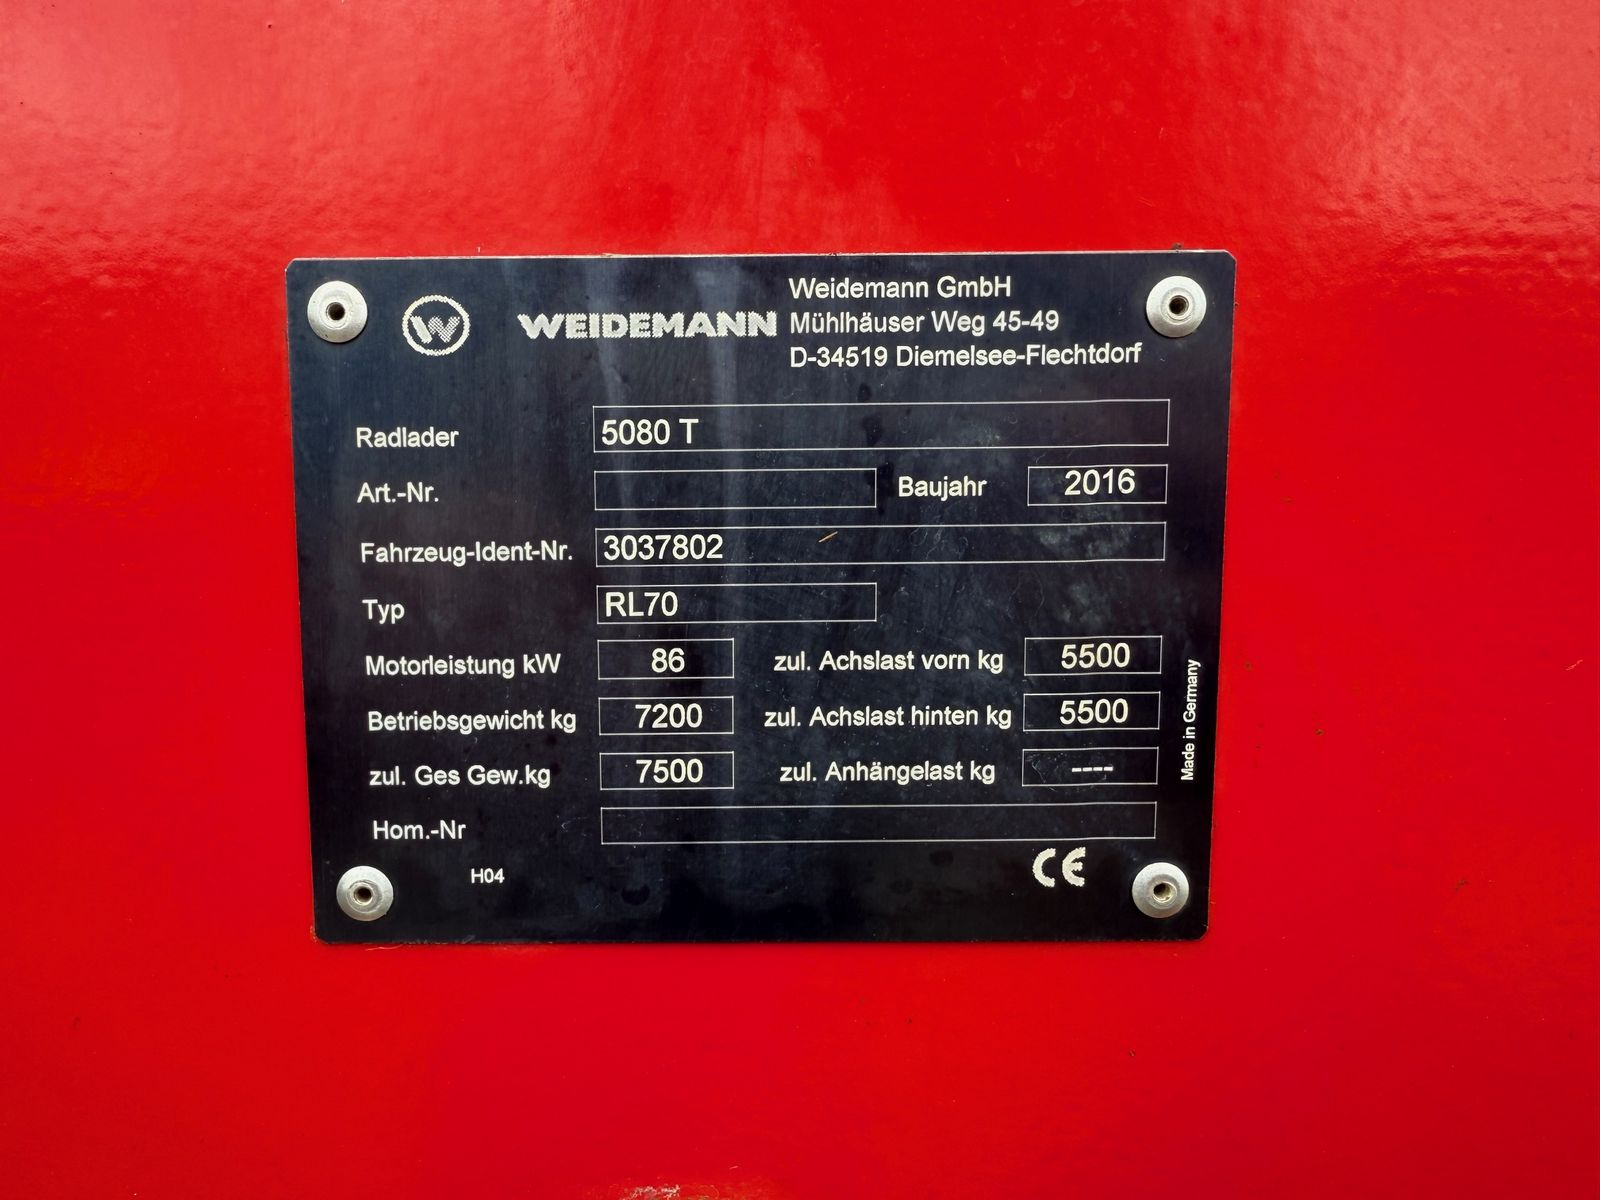 W WEIDEMANN
Weidemann GmbH
Mühlhäuser Weg 45-49
D-34519 Diemelsee-Flechtdorf
Radlader 5080 T
Art.-Nr. Baujahr 2016
Fahrzeug-Ident-Nr. 3037802
Typ RL70
Motorleistung kW 86 zul. Achslast vorn kg 5500
Betriebsgewicht kg 7200 zul. Achslast hinten kg 5500
zul. Ges Gew.kg 7500 zul. Anhängelast kg ----
Hom.-Nr
H04 CE
Made in Germany